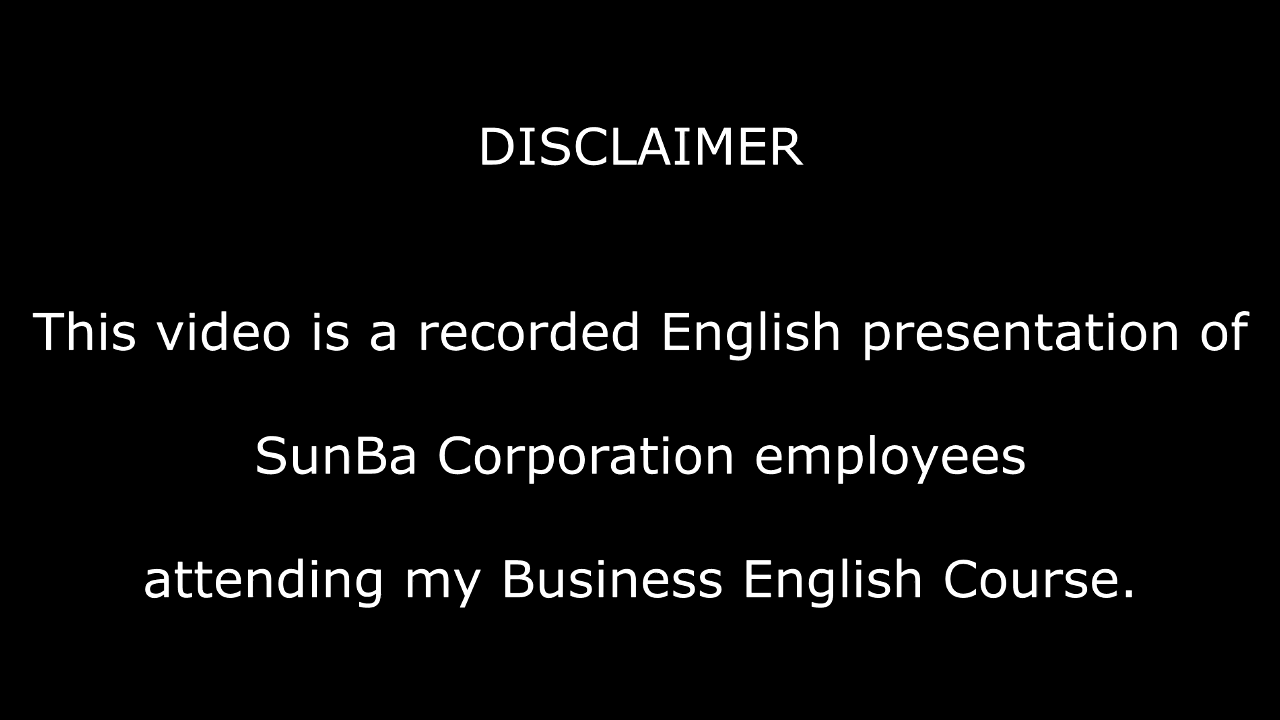 DISCLAIMER
This video is a recorded English presentation of
SunBa Corporation employees
attending my Business English Course.